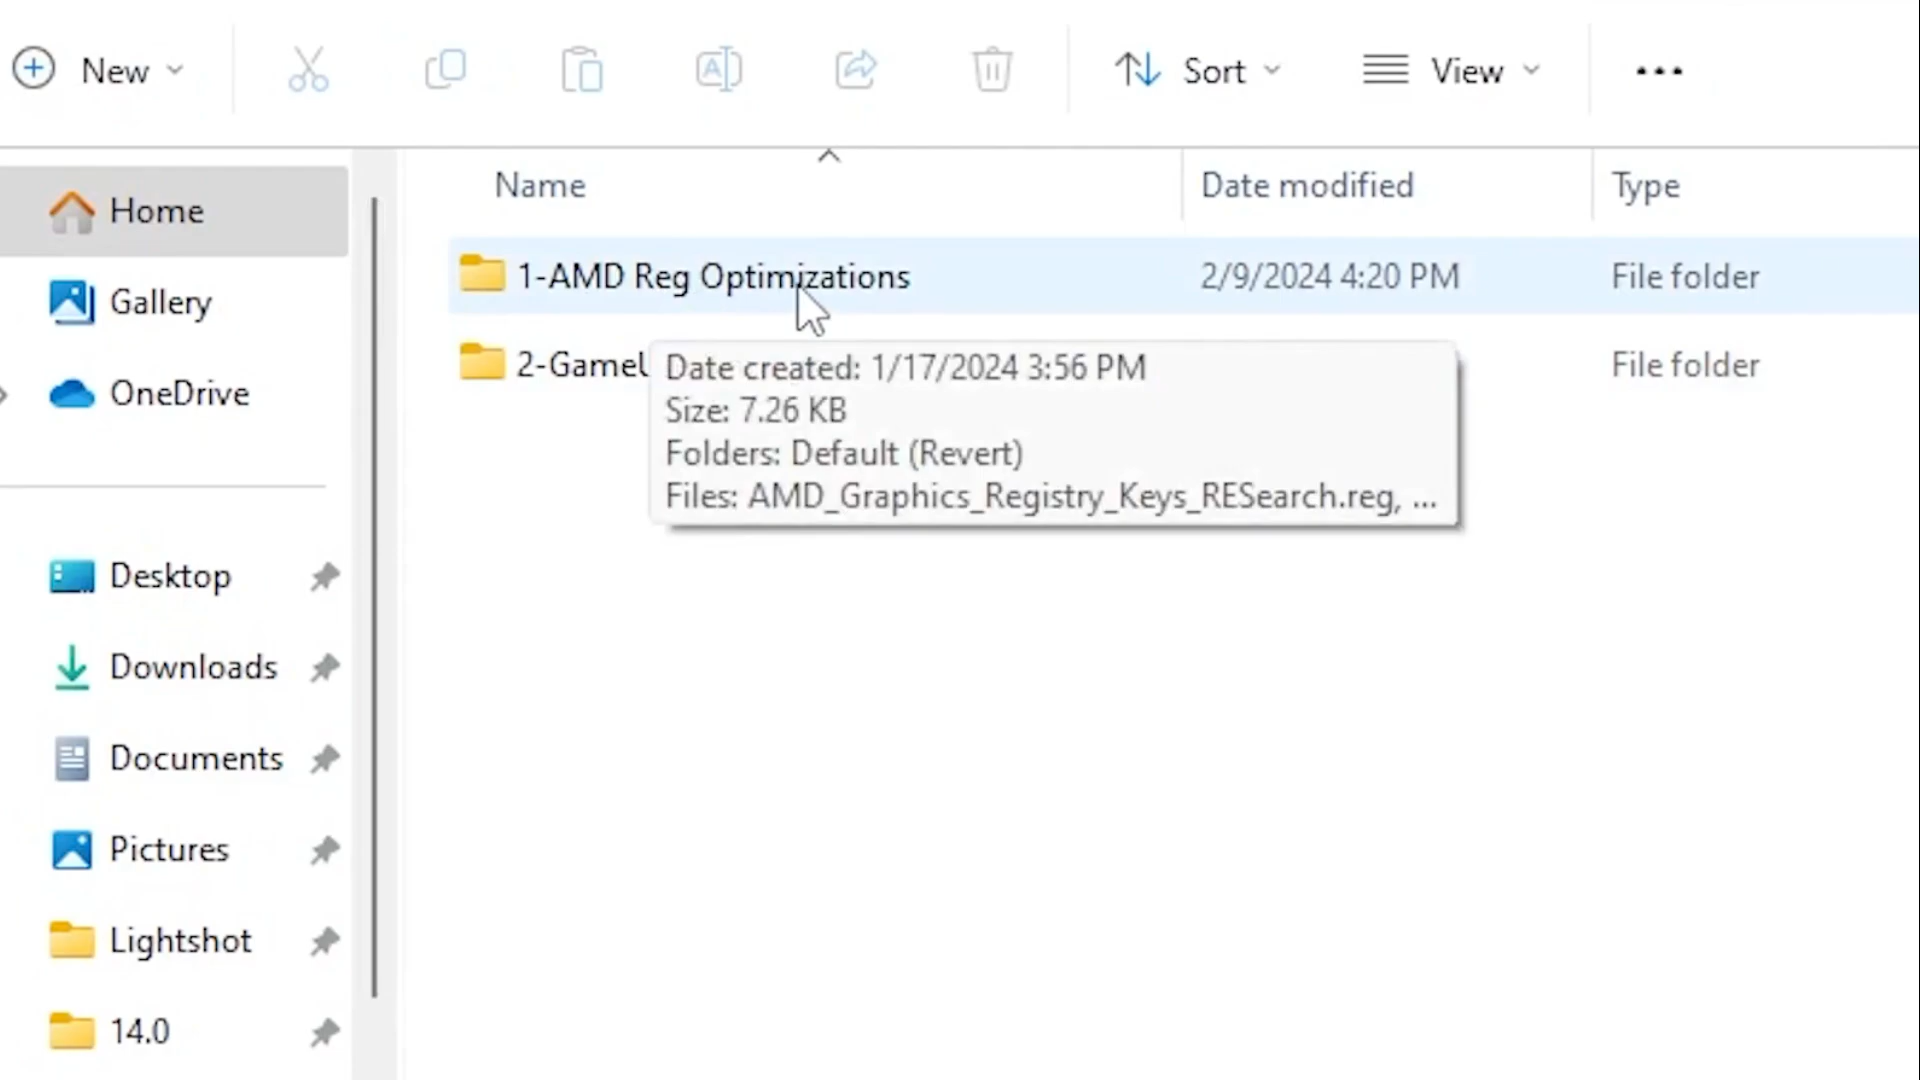 New
Sort
View
Name
Date modified
Type
Home
Gallery
OneDrive
Desktop
Downloads
Documents
Pictures
Lightshot
14.0
1-AMD Reg Optimizations
2/9/2024 4:20 PM
File folder
2-Game
File folder
Date created: 1/17/2024 3:56 PM
Size: 7.26 KB
Folders: Default (Revert)
Files: AMD_Graphics_Registry_Keys_RESearch.reg, ...